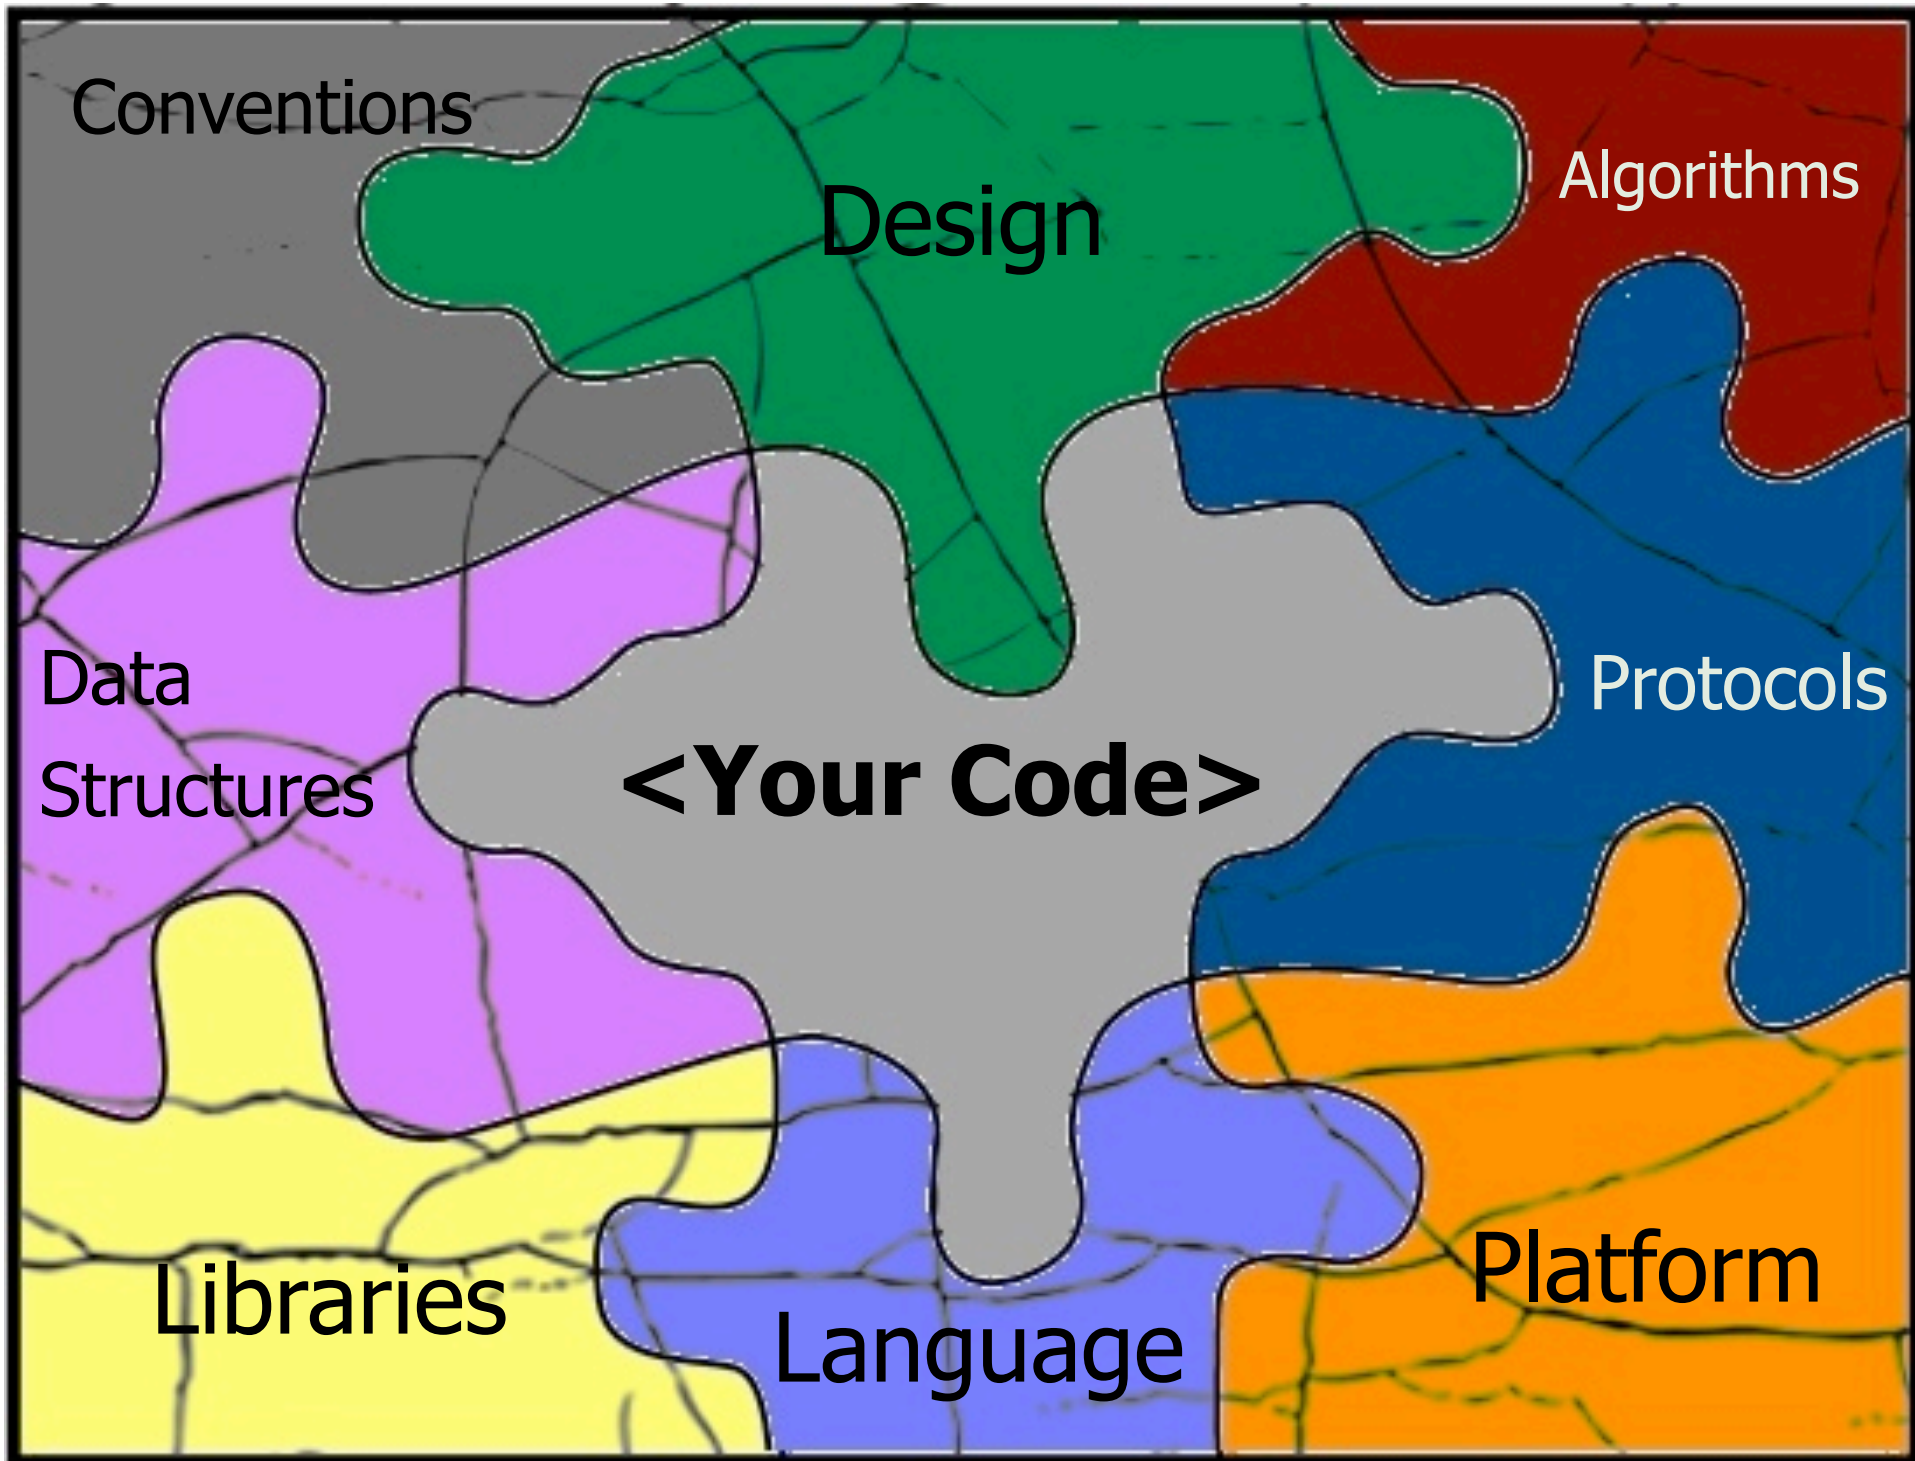 Conventions
Design
Algorithms
Data
Structures
Protocols
<Your Code>
Libraries
Language
Platform